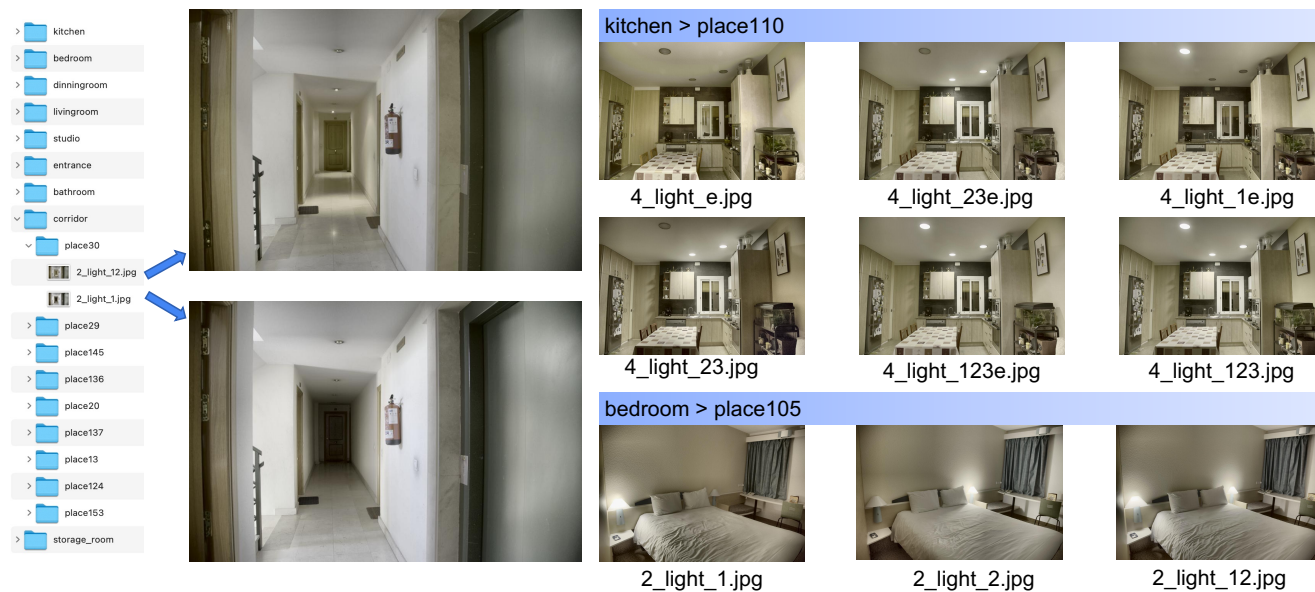 kitchen
bedroom
dinningroom
livingroom
studio
entrance
bathroom
corridor
place30
2_light_12.jpg
2_light_1.jpg
place29
place145
place136
place20
place137
place13
place124
place153
storage_room
kitchen > place110
4_light_e.jpg
4_light_23e.jpg
4_light_1e.jpg
4_light_23.jpg
4_light_123e.jpg
4_light_123.jpg
bedroom > place105
2_light_1.jpg
2_light_2.jpg
2_light_12.jpg